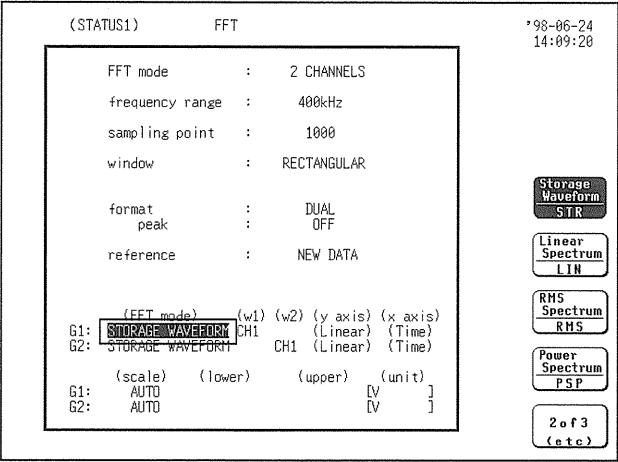 (STATUS1) FFT '98-06-24
14:09:20
FFT mode : 2 CHANNELS
frequency range : 400kHz
sampling point : 1000
window : RECTANGULAR
format : DUAL
peak : OFF
reference : NEW DATA
(FFT mode) (w1) (w2) (y axis) (x axis)
G1: STORAGE WAVEFORM CH1 (Linear) (Time)
G2: STORAGE WAVEFORM CH1 (Linear) (Time)
(scale) (lower) (upper) (unit)
G1: AUTO [V ]
G2: AUTO [V ]
Storage
Waveform
STR
Linear
Spectrum
LIN
RMS
Spectrum
RMS
Power
Spectrum
PSP
2of3
(etc)